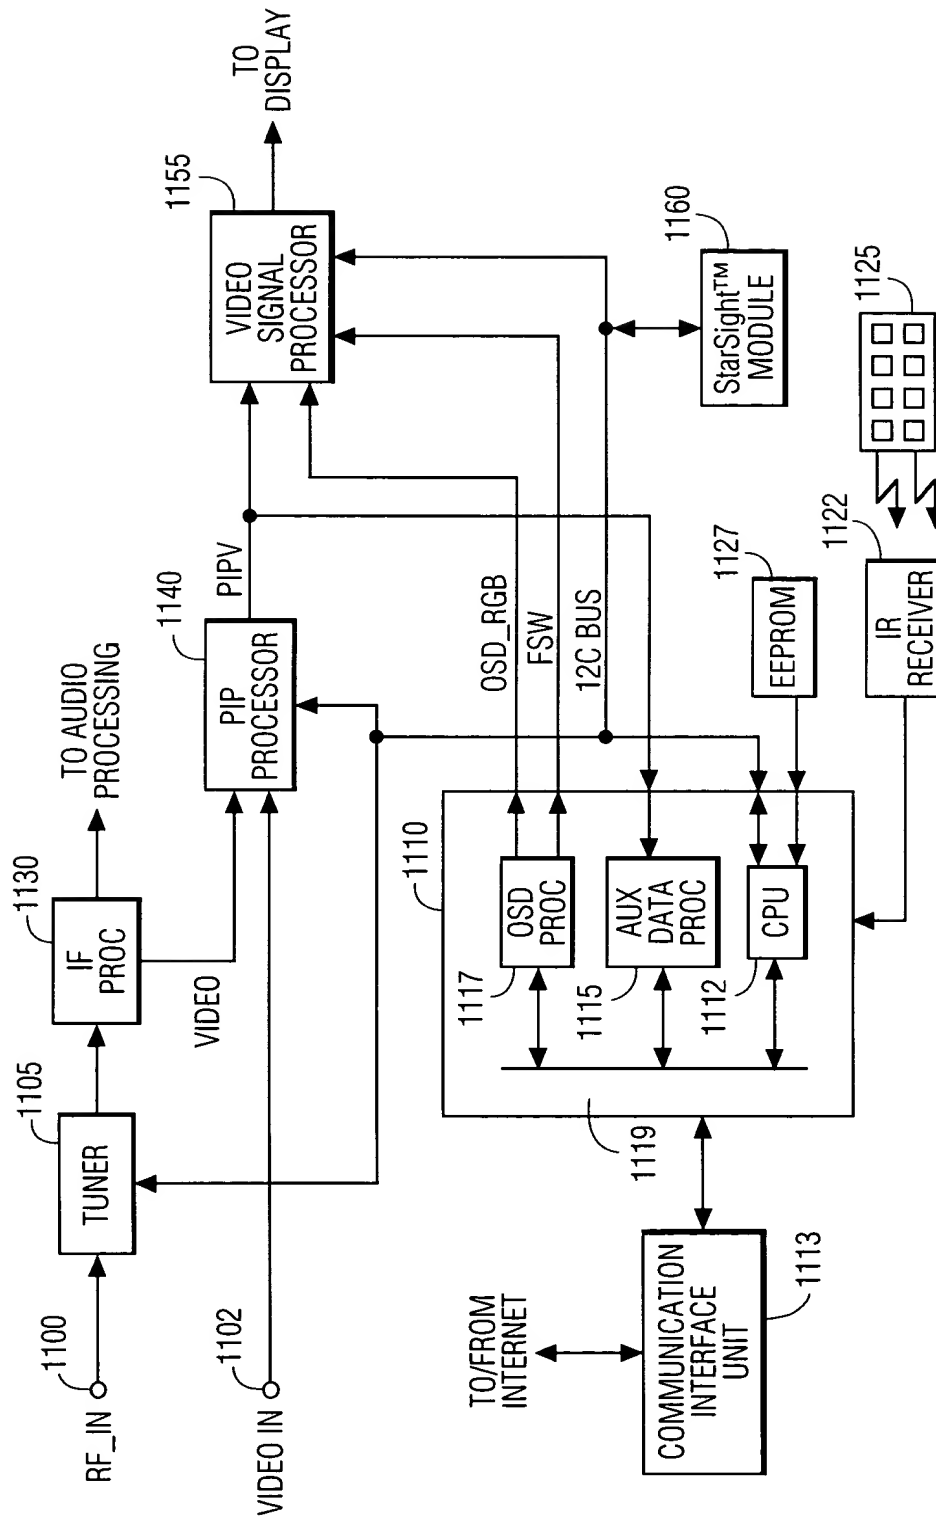 RF_IN
1100
TUNER
1105
IF
PROC
1130
TO AUDIO
PROCESSING
VIDEO
VIDEO IN
1102
PIP
PROCESSOR
1140
PIPV
VIDEO
SIGNAL
PROCESSOR
1155
TO
DISPLAY
OSD_RGB
FSW
12C BUS
1110
OSD
PROC
1117
AUX
DATA
PROC
1115
CPU
1112
1119
TO/FROM
INTERNET
COMMUNICATION
INTERFACE
UNIT
1113
EEPROM
1127
StarSight™
MODULE
1160
IR
RECEIVER
1122
1125